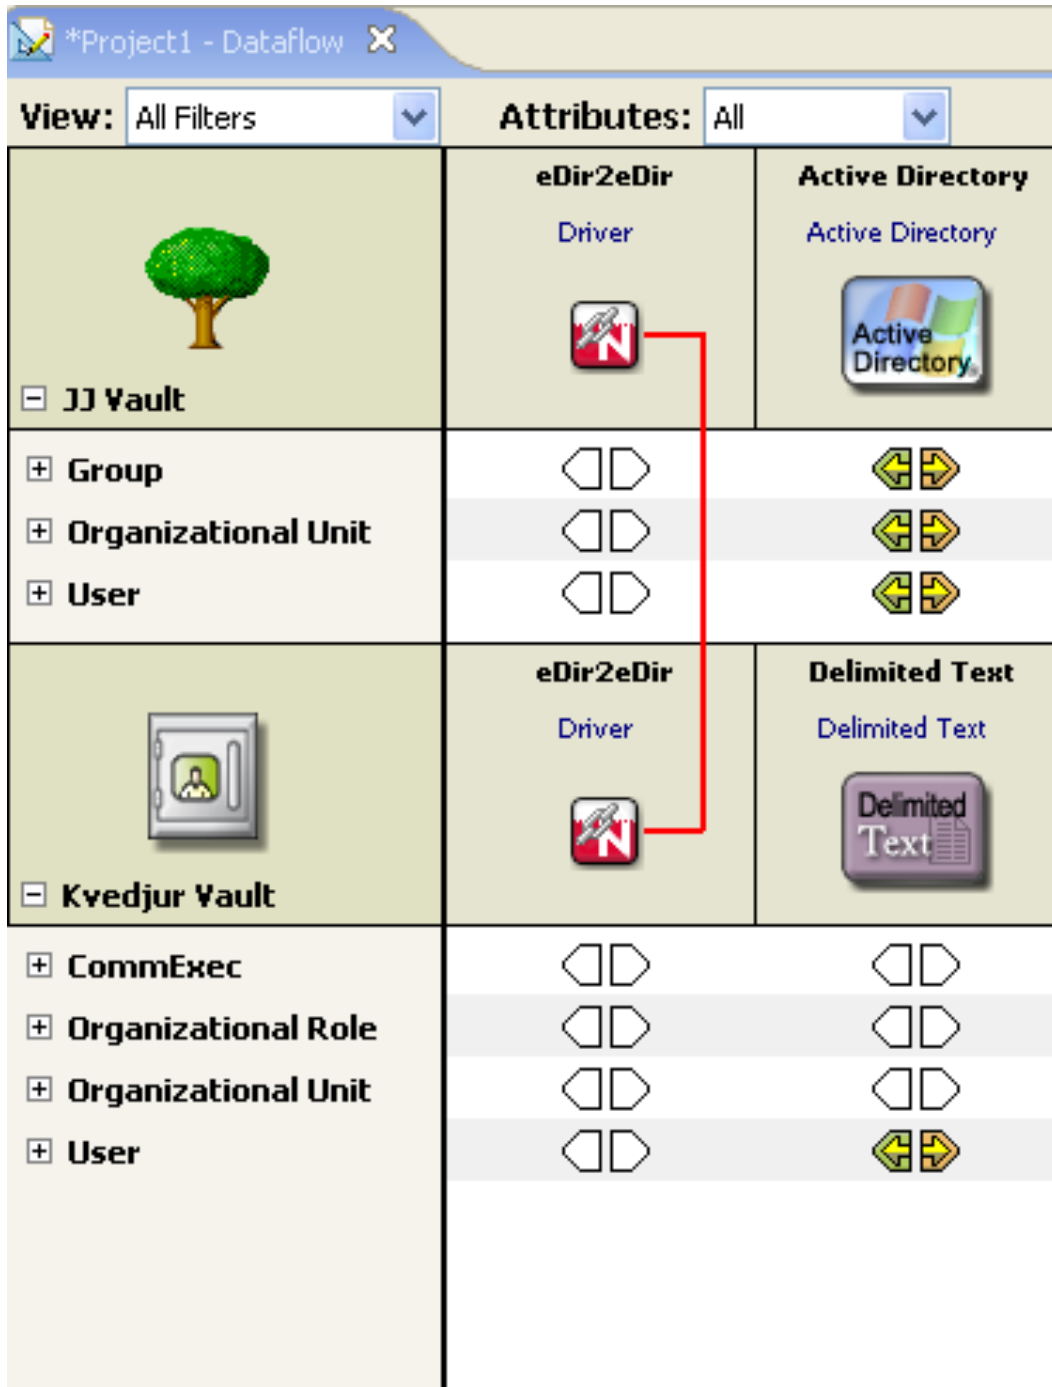 *Project1 - Dataflow
View: All Filters Attributes: All
eDir2eDir Active Directory
Driver Active Directory
N Active
Directory
JJ Vault
Group
Organizational Unit
User
eDir2eDir Delimited Text
Driver Delimited Text
N Delimited
Text
Kvedjur Vault
CommExec
Organizational Role
Organizational Unit
User